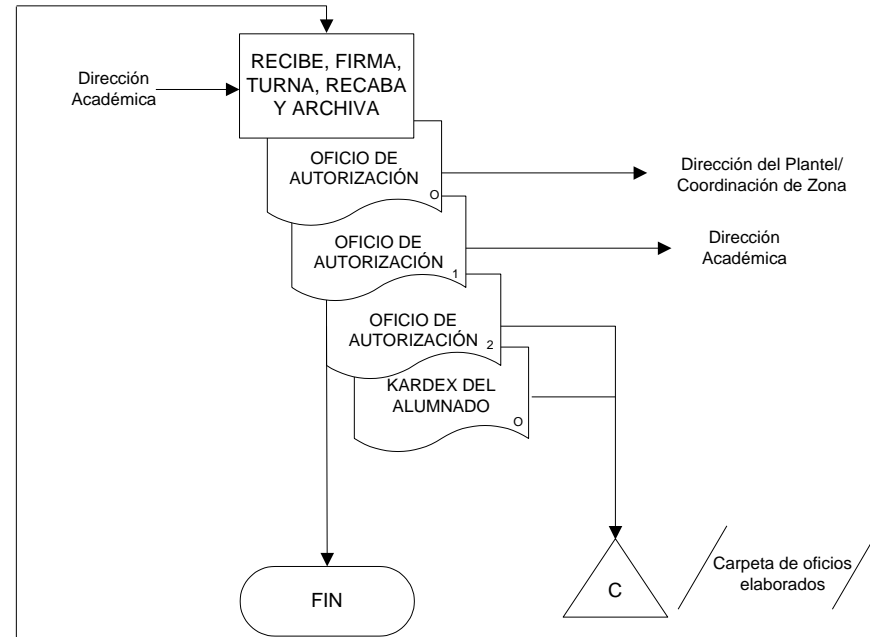 RECIBE, FIRMA,
TURNA, RECABA
Y ARCHIVA
Dirección
Académica
OFICIO DE
AUTORIZACIÓN
O
Dirección del Plantel/
Coordinación de Zona
OFICIO DE
AUTORIZACIÓN
1
Dirección
Académica
OFICIO DE
AUTORIZACIÓN
2
KARDEX DEL
ALUMNADO
O
FIN
C
Carpeta de oficios
elaborados